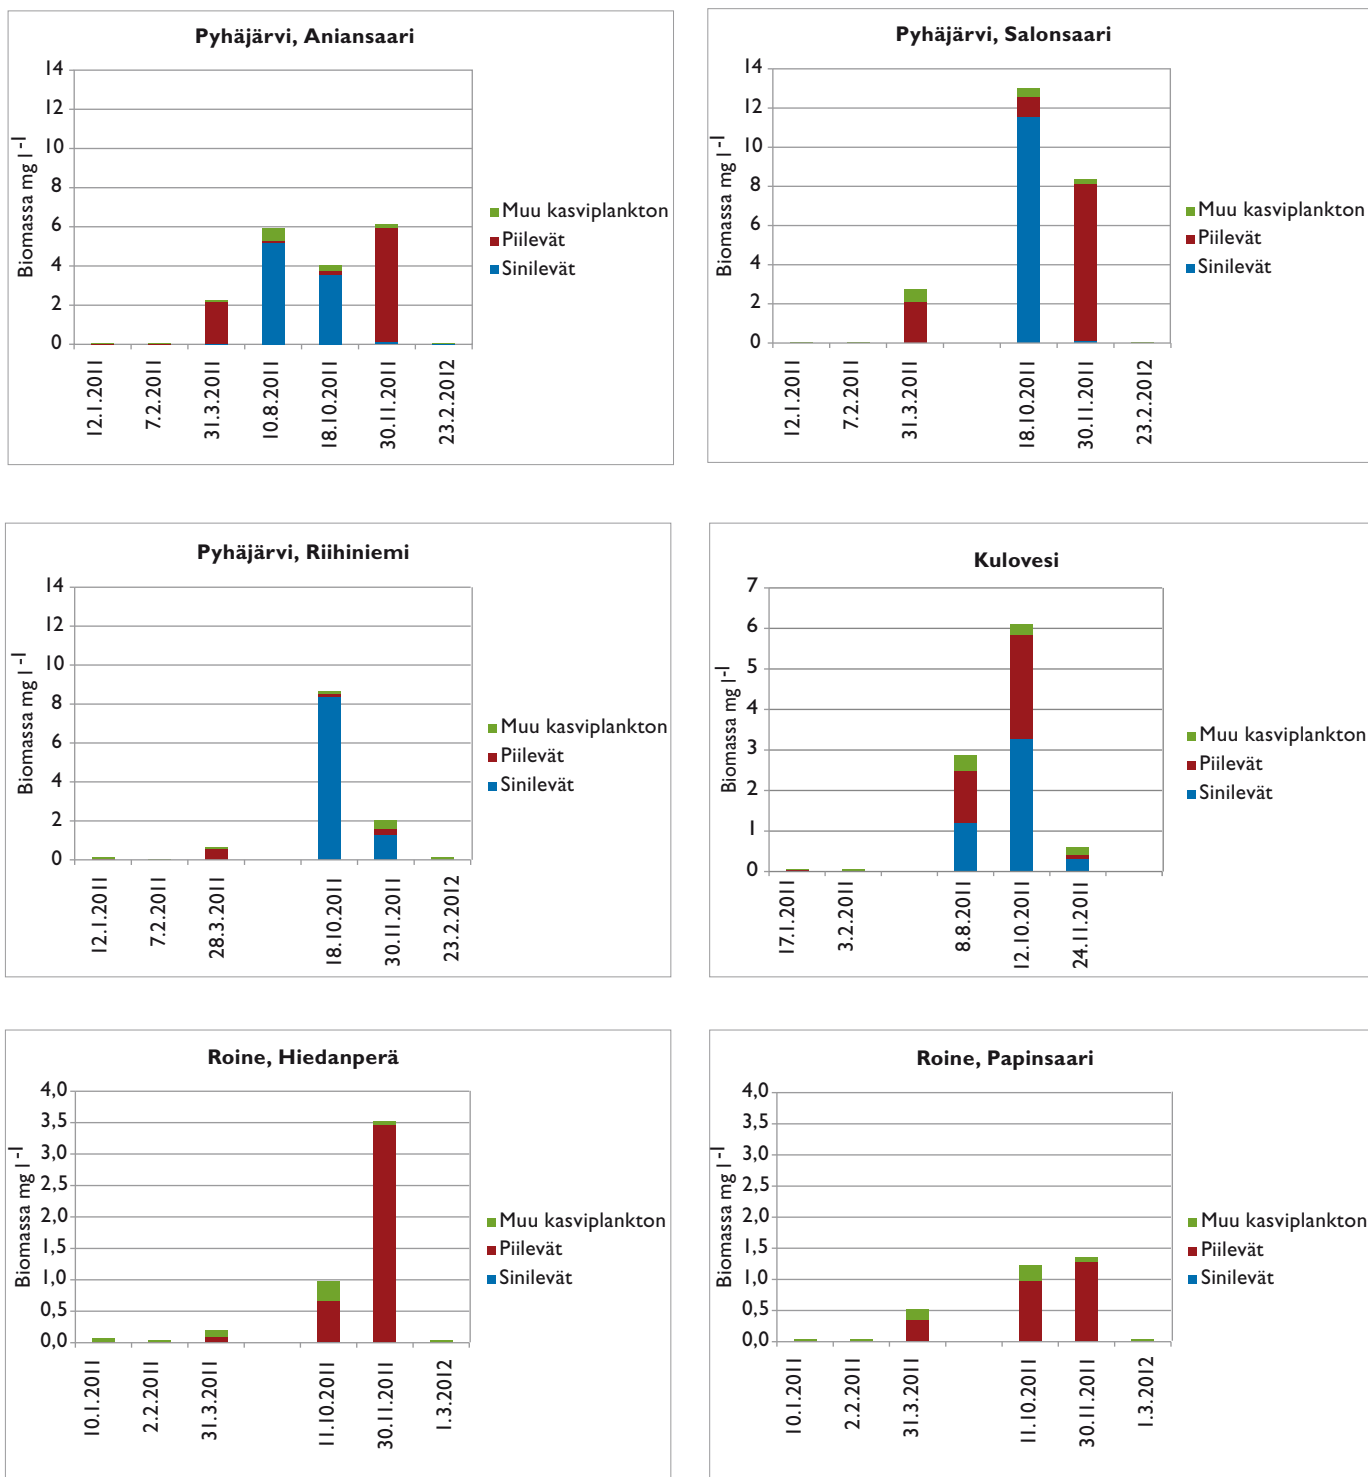 Pyhäjärvi, Aniansaari
Biomassa mg l⁻¹
14
12
10
8
6
4
2
0
12.1.2011
7.2.2011
31.3.2011
10.8.2011
18.10.2011
30.11.2011
23.2.2012
Muu kasviplankton
Piilevät
Sinilevät
Pyhäjärvi, Salonsaari
Biomassa mg l⁻¹
14
12
10
8
6
4
2
0
12.1.2011
7.2.2011
31.3.2011
18.10.2011
30.11.2011
23.2.2012
Muu kasviplankton
Piilevät
Sinilevät
Pyhäjärvi, Riihiniemi
Biomassa mg l⁻¹
14
12
10
8
6
4
2
0
12.1.2011
7.2.2011
28.3.2011
18.10.2011
30.11.2011
23.2.2012
Muu kasviplankton
Piilevät
Sinilevät
Kulovesi
Biomassa mg l⁻¹
7
6
5
4
3
2
1
0
17.1.2011
3.2.2011
8.8.2011
12.10.2011
24.11.2011
Muu kasviplankton
Piilevät
Sinilevät
Roine, Hiedanperä
Biomassa mg l⁻¹
4,0
3,5
3,0
2,5
2,0
1,5
1,0
0,5
0,0
10.1.2011
2.2.2011
31.3.2011
11.10.2011
30.11.2011
1.3.2012
Muu kasviplankton
Piilevät
Sinilevät
Roine, Papinsaari
Biomassa mg l⁻¹
4,0
3,5
3,0
2,5
2,0
1,5
1,0
0,5
0,0
10.1.2011
2.2.2011
31.3.2011
11.10.2011
30.11.2011
1.3.2012
Muu kasviplankton
Piilevät
Sinilevät